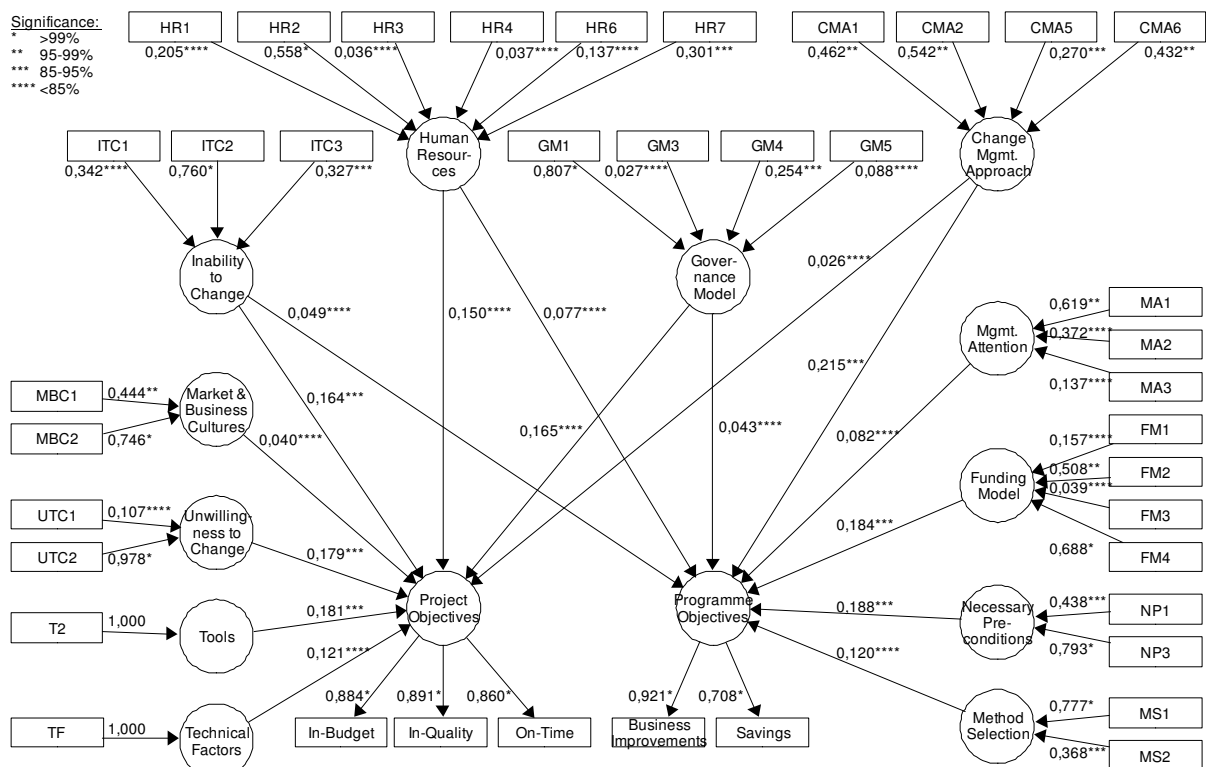 Significance:
* >99%
** 95-99%
*** 85-95%
**** <85%
HR1
HR2
HR3
HR4
HR6
HR7
0,205****
0,558*
0,036****
0,037****
0,137****
0,301***
CMA1
CMA2
CMA5
CMA6
0,462**
0,542**
0,270***
0,432**
Human
Resour-
ces
Change
Mgmt.
Approach
ITC1
ITC2
ITC3
0,342****
0,760*
0,327***
GM1
GM3
GM4
GM5
0,807*
0,027****
0,254***
0,088****
Inability
to
Change
Gover-
nance
Model
0,026****
0,049****
0,150****
0,077****
Mgmt.
Attention
0,619**
MA1
0,372****
MA2
0,137****
MA3
MBC1
0,444**
MBC2
0,746*
Market &
Business
Cultures
0,164***
0,040****
0,165****
0,043****
0,215***
0,082****
Funding
Model
0,157****
FM1
0,508**
FM2
0,039****
FM3
0,688*
FM4
UTC1
0,107****
UTC2
0,978*
Unwilling-
ness to
Change
0,179***
0,184***
Project
Objectives
Programme
Objectives
T2
1,000
Tools
0,181***
0,188***
Necessary
Pre-
conditions
0,438***
NP1
0,793*
NP3
0,121****
0,120****
TF
1,000
Technical
Factors
0,884*
0,891*
0,860*
In-Budget
In-Quality
On-Time
0,921*
0,708*
Business
Improvements
Savings
Method
Selection
0,777*
MS1
0,368***
MS2